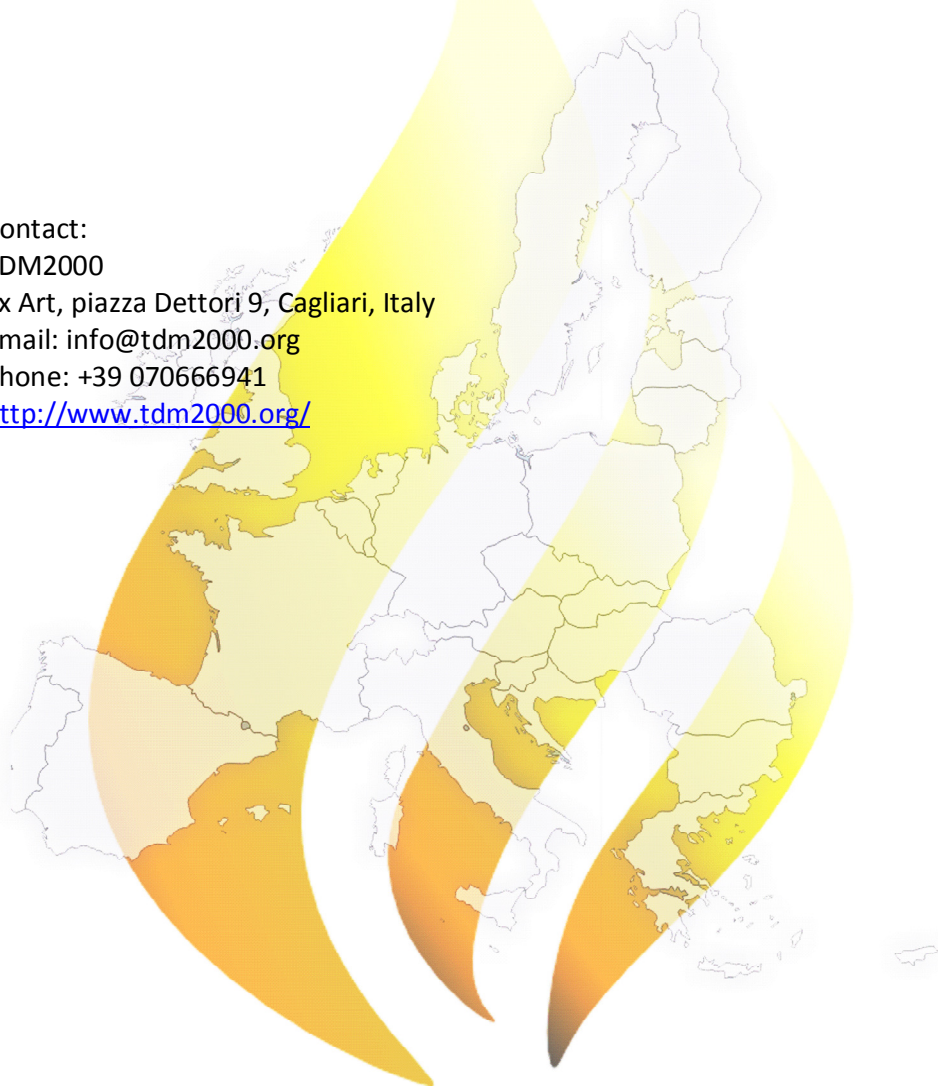 ontact:
DM2000
x Art, piazza Dettori 9, Cagliari, Italy
mail: info@tdm2000.org
hone: +39 070666941
ttp://www.tdm2000.org/